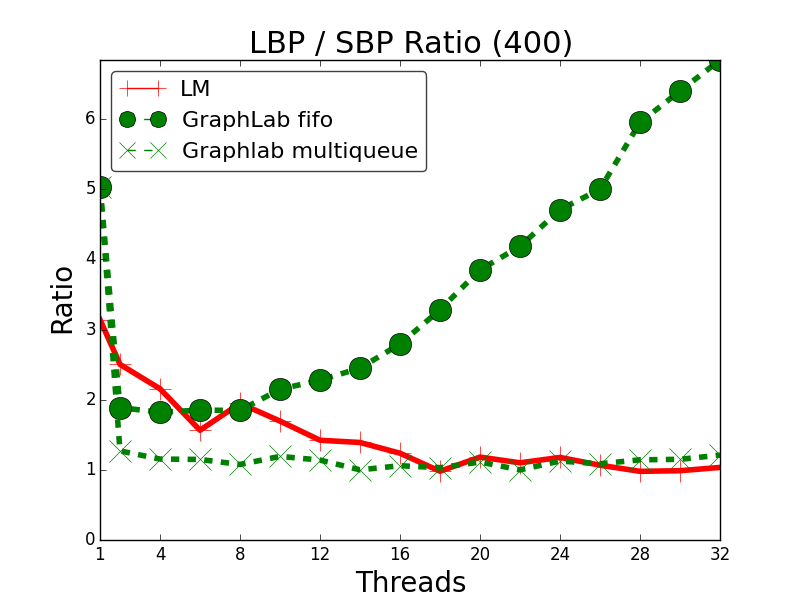 LBP / SBP Ratio (400)
LM
GraphLab fifo
Graphlab multiqueue
6
5
4
3
2
1
0
Ratio
1 4 8 12 16 20 24 28 32
Threads